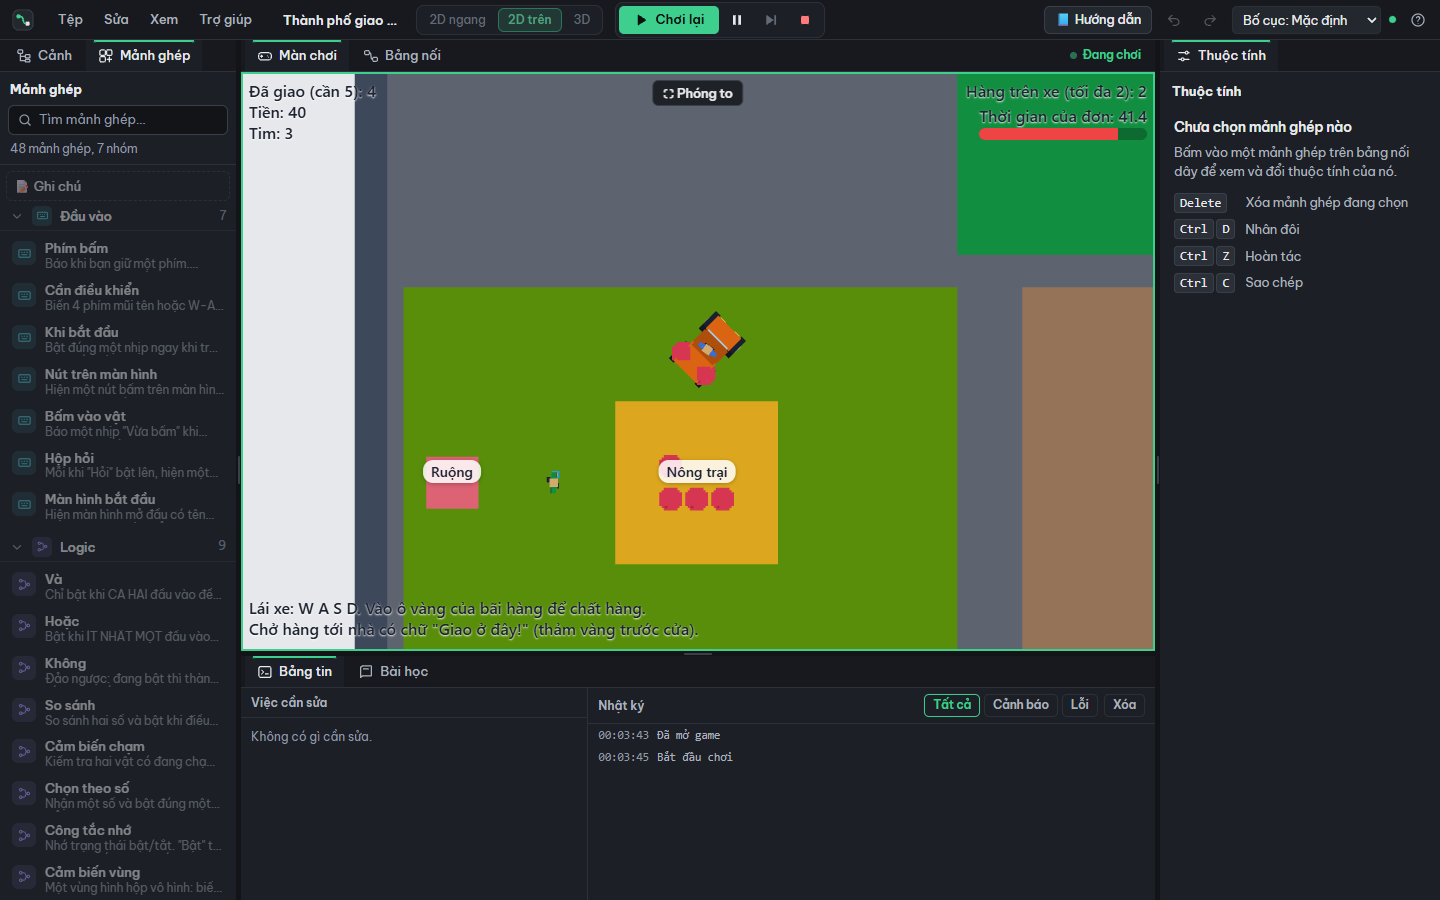 Tệp Sửa Xem Trợ giúp Thành phố giao ... 2D ngang 2D trên 3D Chơi lại Hướng dẫn Bố cục: Mặc định
Cảnh Mảnh ghép Màn chơi Bảng nối Đang chơi Thuộc tính
Mảnh ghép
Tìm mảnh ghép...
48 mảnh ghép, 7 nhóm
Ghi chú
Đầu vào 7
Phím bấm
Báo khi bạn giữ một phím....
Cần điều khiển
Biến 4 phím mũi tên hoặc W-A...
Khi bắt đầu
Bật đúng một nhịp ngay khi tr...
Nút trên màn hình
Hiện một nút bấm trên màn hìn...
Bấm vào vật
Báo một nhịp "Vừa bấm" khi...
Hộp hỏi
Mỗi khi "Hỏi" bật lên, hiện một...
Màn hình bắt đầu
Hiện màn hình mở đầu có tên...
Logic 9
Và
Chỉ bật khi CẢ HAI đầu vào đề...
Hoặc
Bật khi ÍT NHẤT MỘT đầu vào...
Không
Đảo ngược: đang bật thì thàn...
So sánh
So sánh hai số và bật khi điều...
Cảm biến chạm
Kiểm tra hai vật có đang chạ...
Chọn theo số
Nhận một số và bật đúng một...
Công tắc nhớ
Nhớ trạng thái bật/tắt. "Bật" t...
Cảm biến vùng
Một vùng hình hộp vô hình: biế...
Đã giao (cần 5): 4
Tiền: 40
Tim: 3
Phóng to
Hàng trên xe (tối đa 2): 2
Thời gian của đơn: 41.4
Ruộng
Nông trại
Lái xe: W A S D. Vào ô vàng của bãi hàng để chất hàng.
Chở hàng tới nhà có chữ "Giao ở đây!" (thảm vàng trước cửa).
Bảng tin Bài học
Việc cần sửa
Không có gì cần sửa.
Nhật ký Tất cả Cảnh báo Lỗi Xóa
00:03:43 Đã mở game
00:03:45 Bắt đầu chơi
Thuộc tính
Chưa chọn mảnh ghép nào
Bấm vào một mảnh ghép trên bảng nối
dây để xem và đổi thuộc tính của nó.
Delete Xóa mảnh ghép đang chọn
Ctrl D Nhân đôi
Ctrl Z Hoàn tác
Ctrl C Sao chép